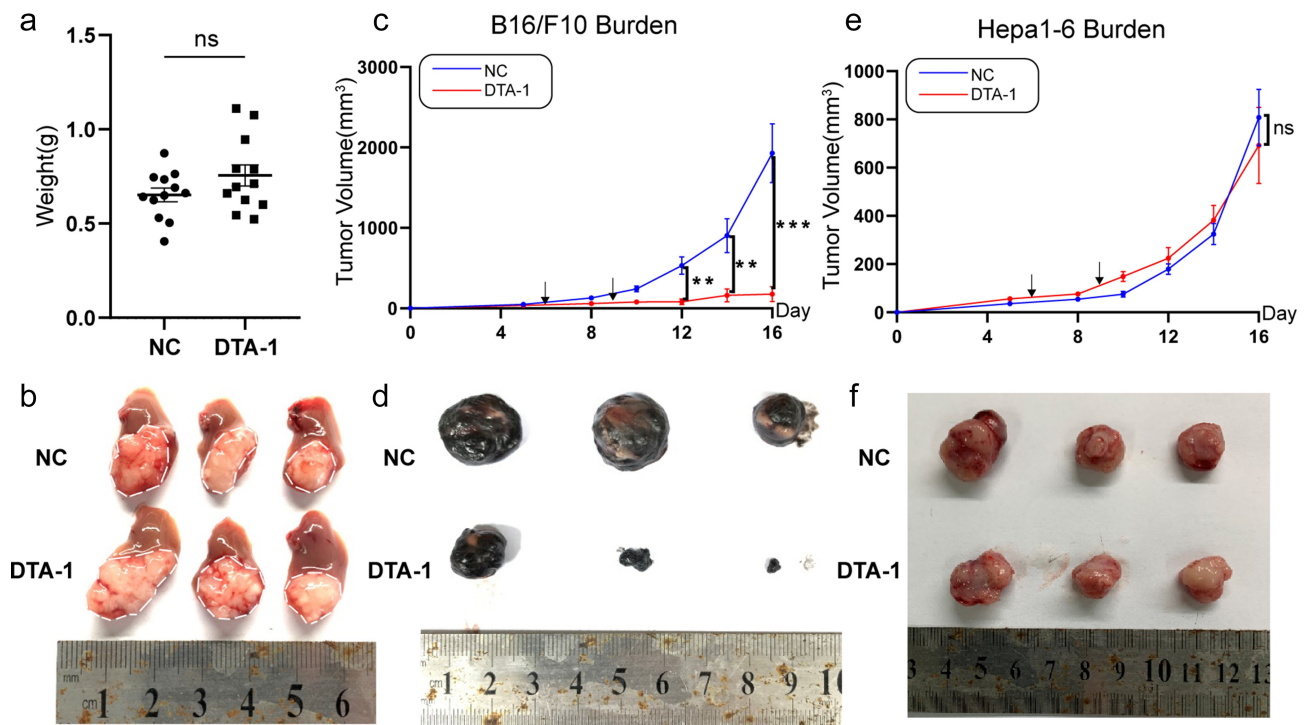 a
ns
Weight(g)
1.5
1.0
0.5
0.0
NC DTA-1
c
B16/F10 Burden
NC
DTA-1
Tumor Volume(mm³)
3000
2000
1000
0
**
**
***
0 4 8 12 16
Day
e
Hepa1-6 Burden
NC
DTA-1
Tumor Volume(mm³)
1000
800
600
400
200
0
ns
0 4 8 12 16
Day
b
NC
DTA-1
mm
cm
1 2 3 4 5 6
d
NC
DTA-1
cm
1 2 3 4 5 6 7 8 9 10
f
NC
DTA-1
3 4 5 6 7 8 9 10 11 12 13